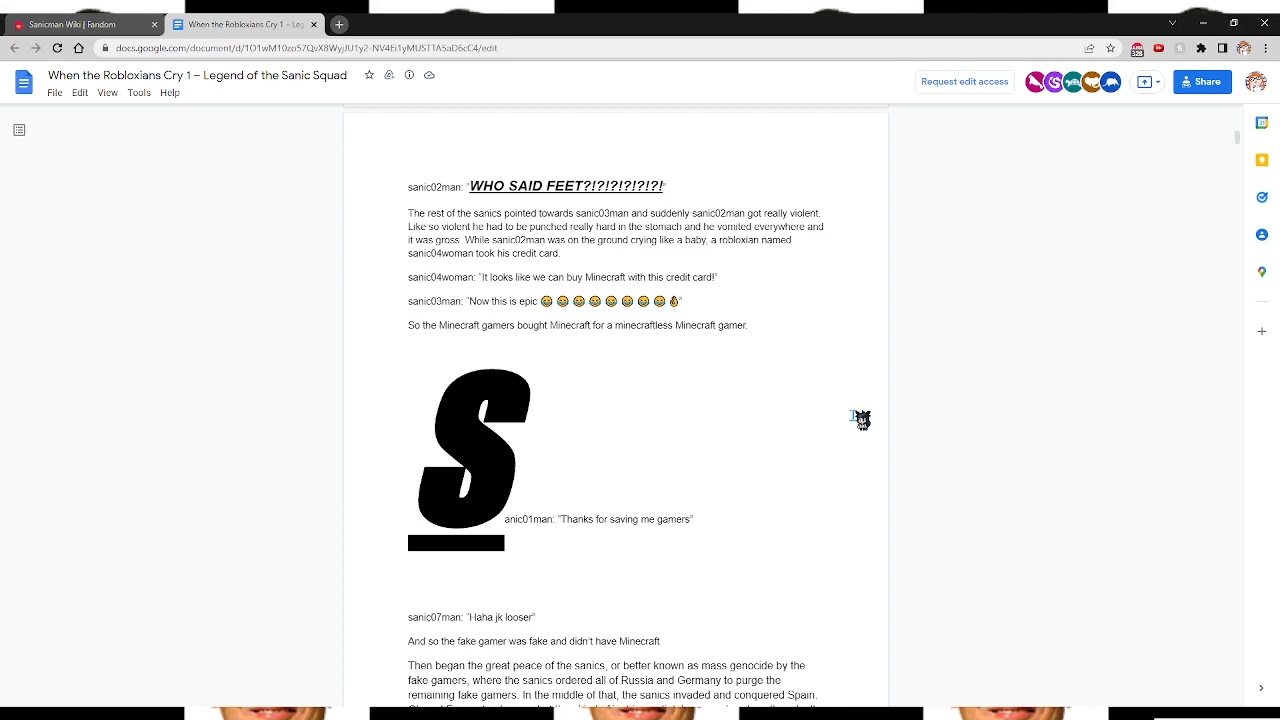 Sanicman Wiki | Fandom
When the Robloxians Cry 1 – Leg
docs.google.com/document/d/1O1wM10zo57QvX8WyjJU1y2-NV4Ei1yMUSTTA5aD6cC4/edit
When the Robloxians Cry 1 – Legend of the Sanic Squad
File Edit View Tools Help
Request edit access
Share
sanic02man: “WHO SAID FEET?!?!?!?!?!?!”
The rest of the sanics pointed towards sanic03man and suddenly sanic02man got really violent.
Like so violent he had to be punched really hard in the stomach and he vomited everywhere and
it was gross. While sanic02man was on the ground crying like a baby, a robloxian named
sanic04woman took his credit card.
sanic04woman: “It looks like we can buy Minecraft with this credit card!”
sanic03man: “Now this is epic 😂 😂 😂 😂 😂 😂 😂 😂 👌”
So the Minecraft gamers bought Minecraft for a minecraftless Minecraft gamer.
Sanic01man: “Thanks for saving me gamers”
sanic07man: “Haha jk looser”
And so the fake gamer was fake and didn’t have Minecraft
Then began the great peace of the sanics, or better known as mass genocide by the
fake gamers, where the sanics ordered all of Russia and Germany to purge the
remaining fake gamers. In the middle of that, the sanics invaded and conquered Spain.